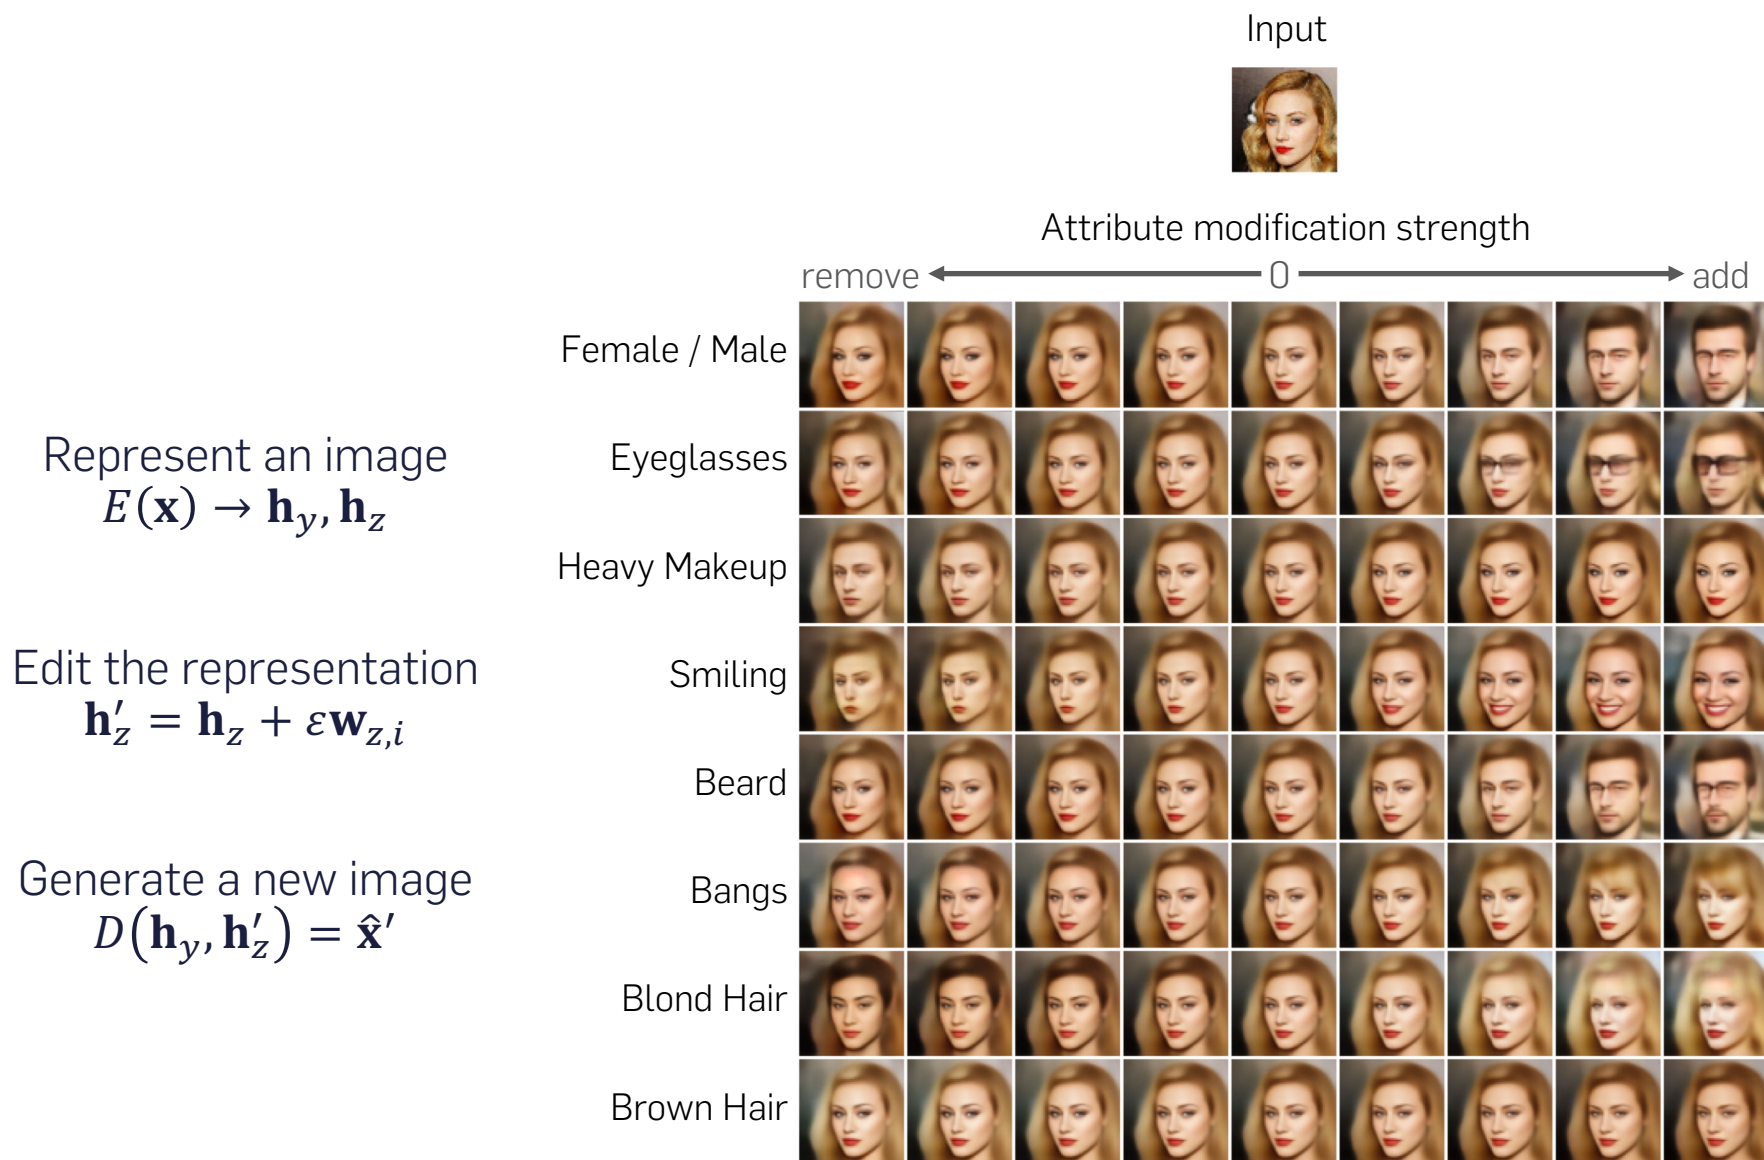 Input
Attribute modification strength
remove 0 add
Female / Male
Eyeglasses
Heavy Makeup
Smiling
Beard
Bangs
Blond Hair
Brown Hair
Represent an image
E(𝐱) → 𝐡_y, 𝐡_z
Edit the representation
𝐡′_z = 𝐡_z + ε𝐰_{z,i}
Generate a new image
D(𝐡_y, 𝐡′_z) = 𝐱̂′